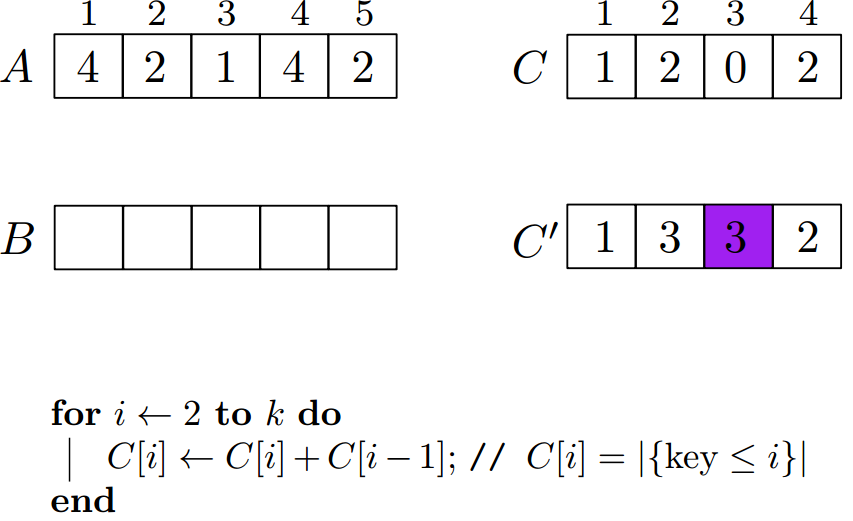 1 2 3 4 5 1 2 3 4
A 4 2 1 4 2 C 1 2 0 2
B C′ 1 3 3 2
for i ← 2 to k do
C[i] ← C[i] + C[i − 1]; // C[i] = |{key ≤ i}|
end